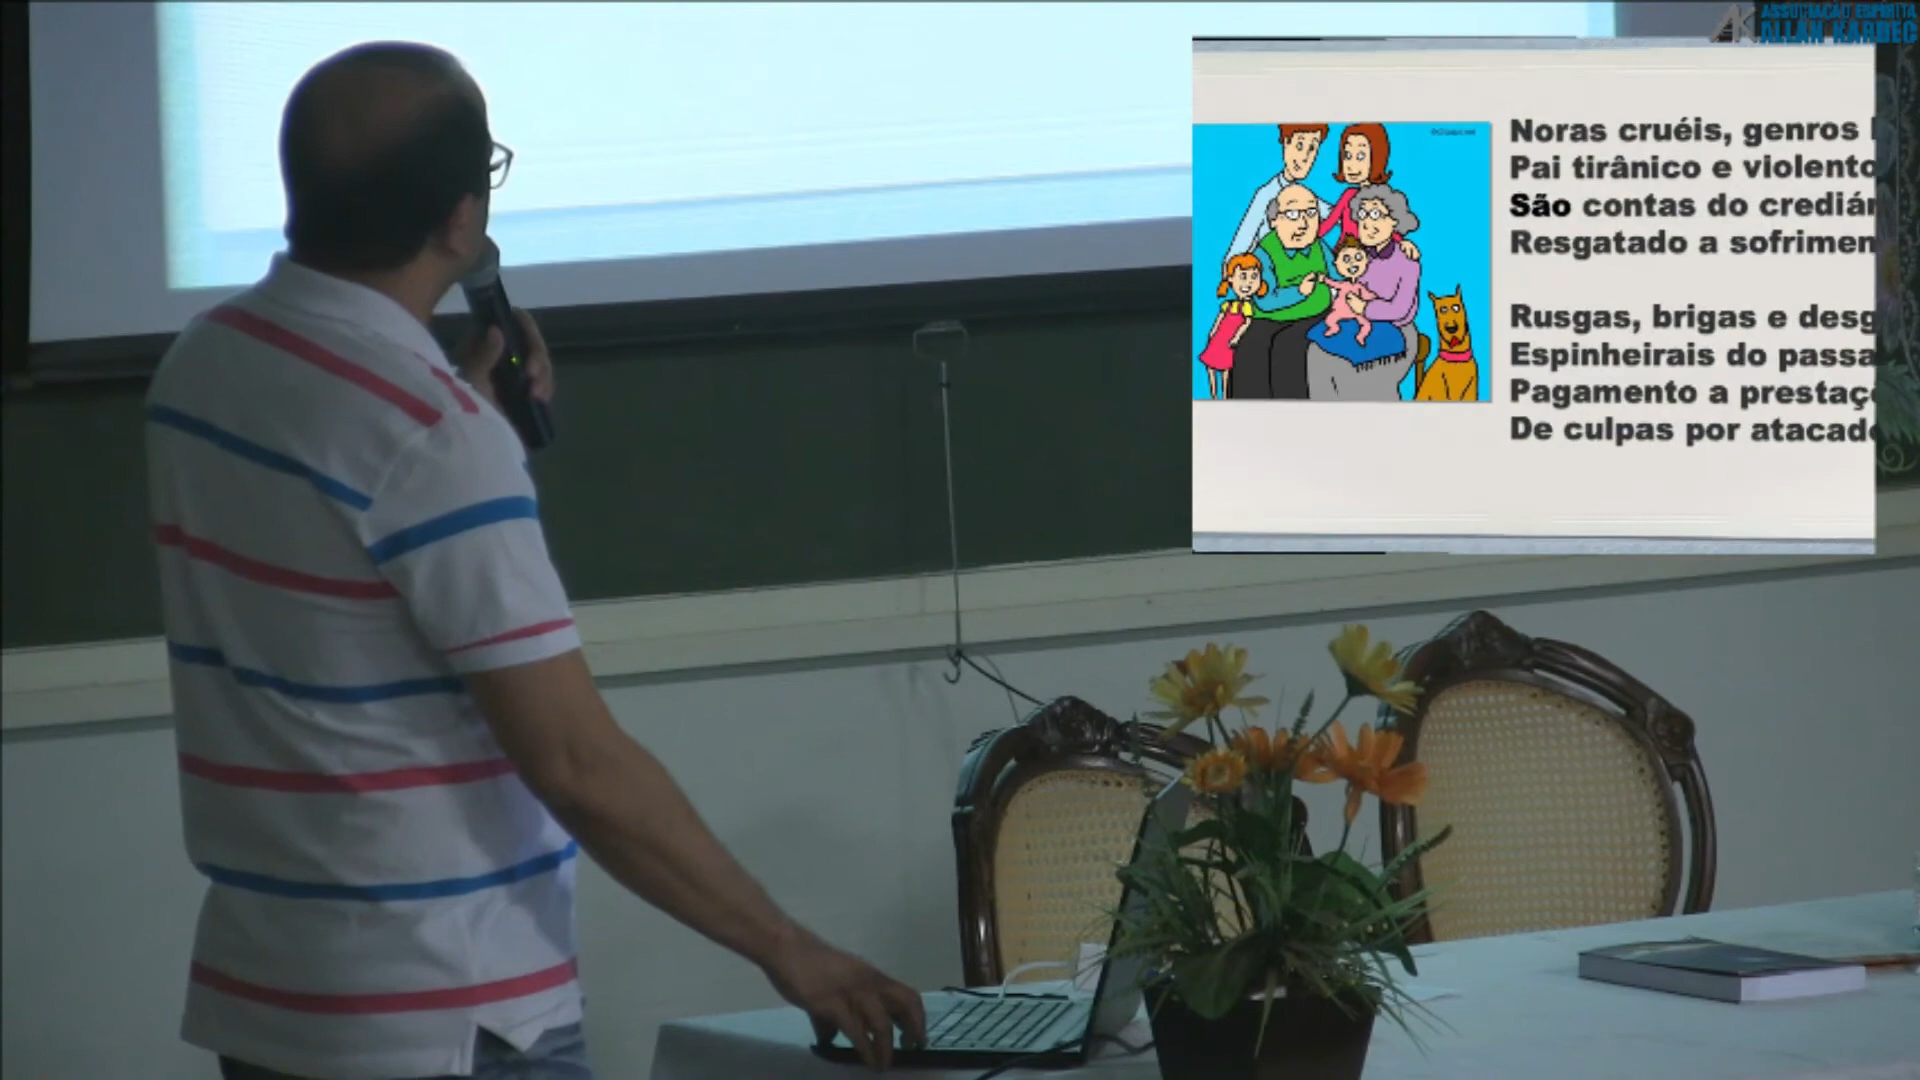 ASSOCIAÇÃO ESPÍRITA
AK ALLAN KARDEC
Noras cruéis, genros
Pai tirânico e violento
São contas do crediár
Resgatado a sofrimen
Rusgas, brigas e desg
Espinheirais do passa
Pagamento a prestaç
De culpas por atacad